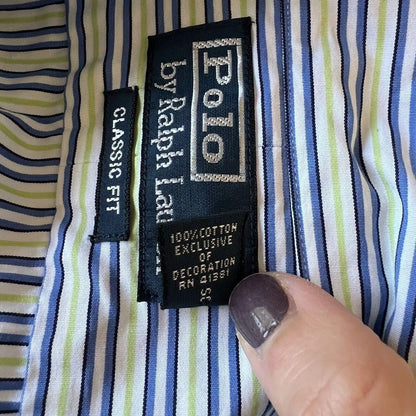 Polo
by Ralph Lau
CLASSIC FIT
100% COTTON
EXCLUSIVE
OF
DECORATION
RN 41381